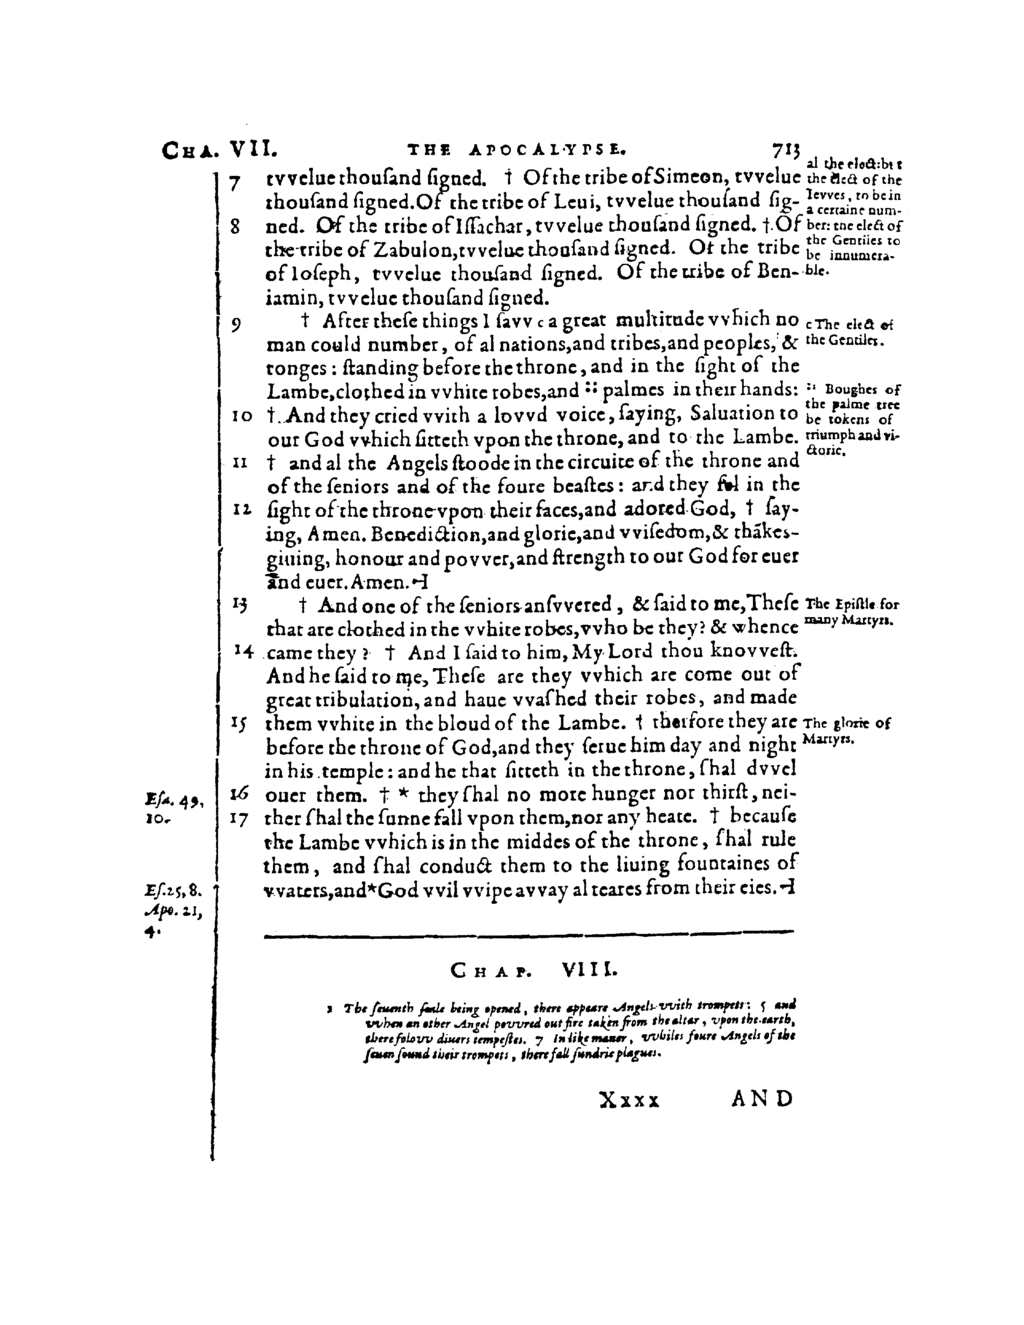 CHA. VII. THE APOCALYPSE. 713
7 tvvelue thouſand ſigned. † Of the tribe of Simeon, tvvelue
thouſand ſigned. Of the tribe of Leui, tvvelue thouſand ſig-
8 ned. Of the tribe of Iſſachar, tvvelue thouſand ſigned. †. Of
the tribe of Zabulon, tvvelue thouſand ſigned. Of the tribe
of Ioſeph, tvvelue thouſand ſigned. Of the tribe of Ben-
iamin, tvvelue thouſand ſigned.
9 † After theſe things I ſavv c a great multitude vvhich no
man could number, of al nations, and tribes, and peoples, &
tonges : ſtanding before the throne, and in the ſight of the
Lambe, clothed in vvhite robes, and :: palmes in their hands:
10 †. And they cried vvith a lovvd voice, ſaying, Saluation to
our God vvhich ſitteth vpon the throne, and to the Lambe.
11 † and al the Angels ſtoode in the circuite of the throne and
of the ſeniors and of the foure beaſtes : and they fel in the
12 ſight of the throne vpon their faces, and adored God, † ſay-
ing, Amen. Benediction, and glorie, and vviſedom, & thākes-
giuing, honour and povver, and ſtrength to our God for euer
and euer. Amen. ⊣
13 † And one of the ſeniors anſvvered, & ſaid to me, Theſe
that are clothed in the vvhite robes, vvho be they? & whence
14 came they? † And I ſaid to him, My Lord thou knovveſt.
And he ſaid to me, Theſe are they vvhich are come out of
great tribulation, and haue vvaſhed their robes, and made
15 them vvhite in the bloud of the Lambe. † therfore they are
before the throne of God, and they ſerue him day and night
in his temple : and he that ſitteth in the throne, ſhal dvvel
16 ouer them. † * they ſhal no more hunger nor thirſt, nei-
17 ther ſhal the ſunne fall vpon them, nor any heate. † becauſe
the Lambe vvhich is in the middes of the throne, ſhal rule
them, and ſhal conduct them to the liuing fountaines of
vvaters, and * God vvil vvipe avvay al teares from their eies. ⊣
al the elect: but
the elect of the
Ievves, to be in
a certaine num-
ber: the elect of
the Gentiles to
be innumera-
ble.
c The elect of
the Gentiles.
:: Boughes of
the palme tree
be tokens of
triumph and vi-
ctorie.
The Epiſtle for
many Martyrs.
The glorie of
Martyrs.
Eſa. 49,
10.
Eſ. 25, 8.
Apo. 21,
4.
CHAP. VIII.
1 The ſeuenth ſeale being opened, there appeare Angels vvith trompets: 5 and
vvhen an other Angel povvred out fire taken from the altar, vpon the earth,
there folovv diuers tempeſtes. 7 In like maner, vvhiles foure Angels of the
ſeuen ſound their trompets, there fall ſundrie plagues.
Xxxx AND